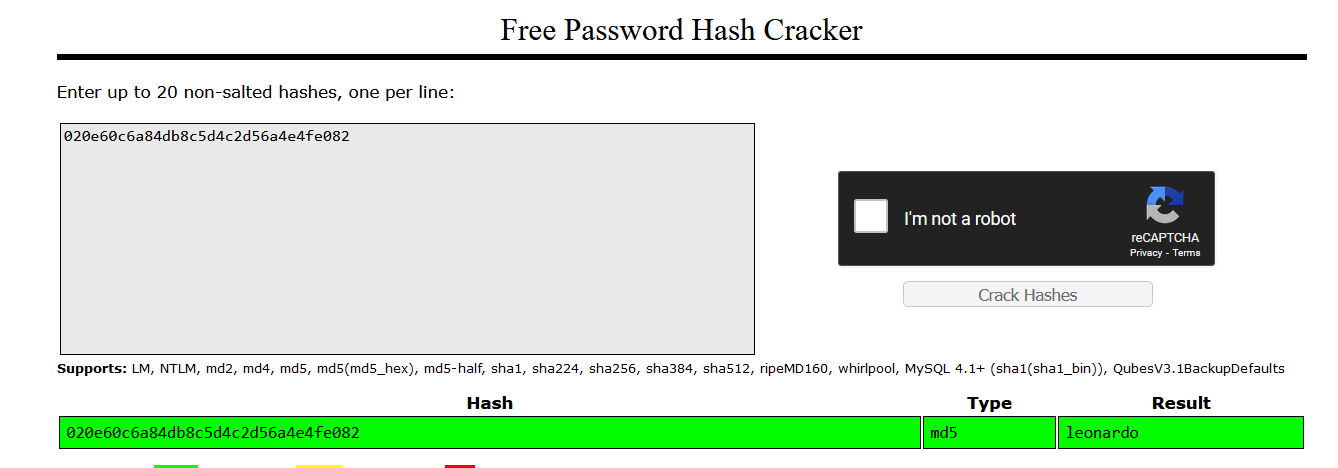 Free Password Hash Cracker
Enter up to 20 non-salted hashes, one per line:
020e60c6a84db8c5d4c2d56a4e4fe082
I'm not a robot
reCAPTCHA
Privacy - Terms
Crack Hashes
Supports: LM, NTLM, md2, md4, md5, md5(md5_hex), md5-half, sha1, sha224, sha256, sha384, sha512, ripeMD160, whirlpool, MySQL 4.1+ (sha1(sha1_bin)), QubesV3.1BackupDefaults
Hash Type Result
020e60c6a84db8c5d4c2d56a4e4fe082 md5 leonardo